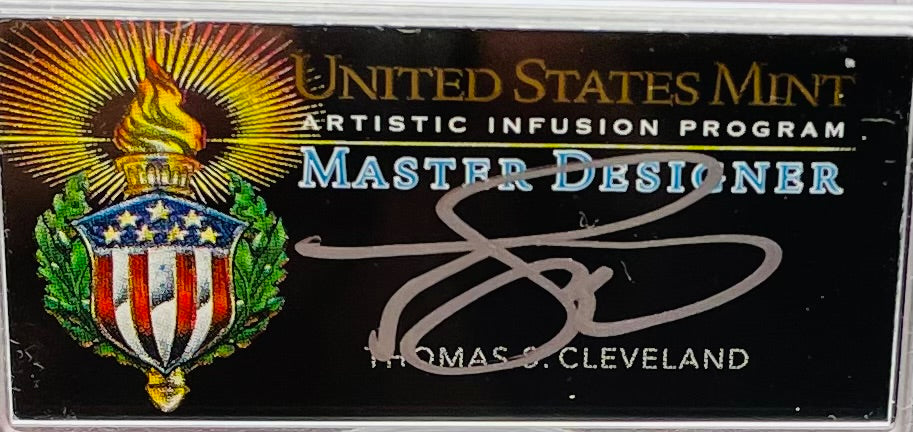 UNITED STATES MINT
ARTISTIC INFUSION PROGRAM
MASTER DESIGNER
THOMAS S. CLEVELAND